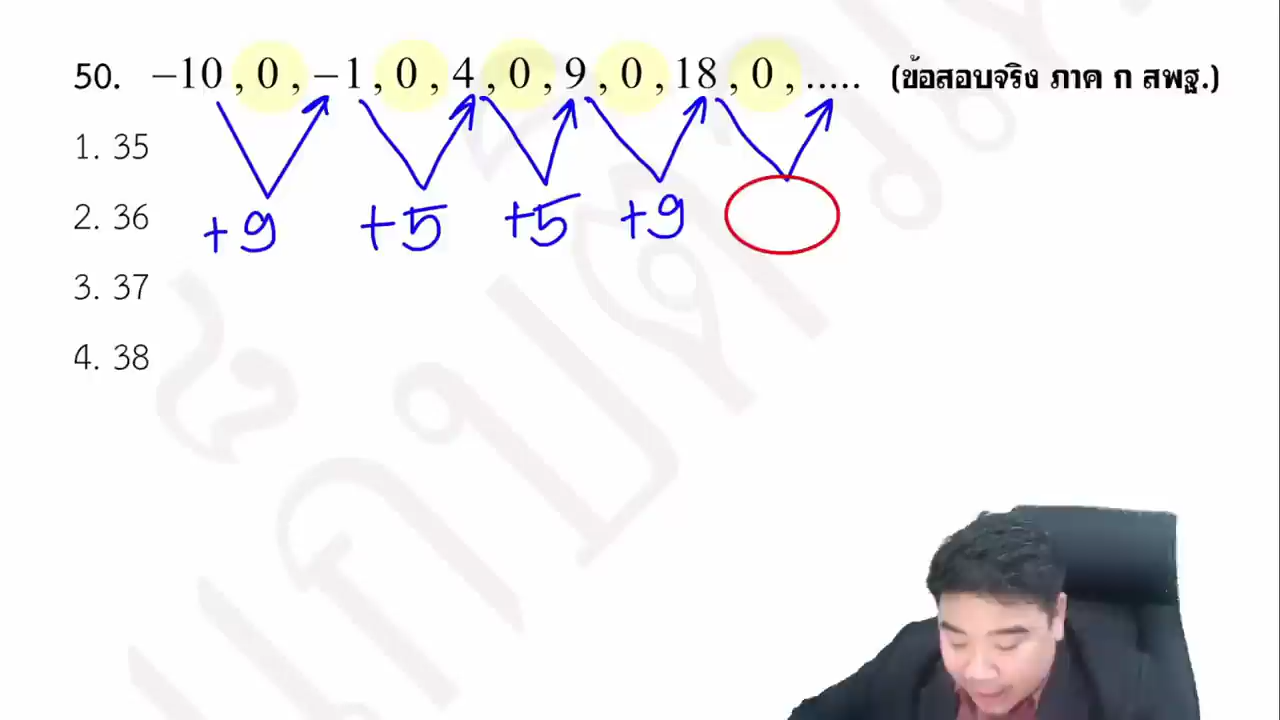 50. −10 , 0 , −1 , 0 , 4 , 0 , 9 , 0 , 18 , 0 , ..... (ข้อสอบจริง ภาค ก สพฐ.)
1. 35
2. 36
+9 +5 +5 +9
3. 37
4. 38